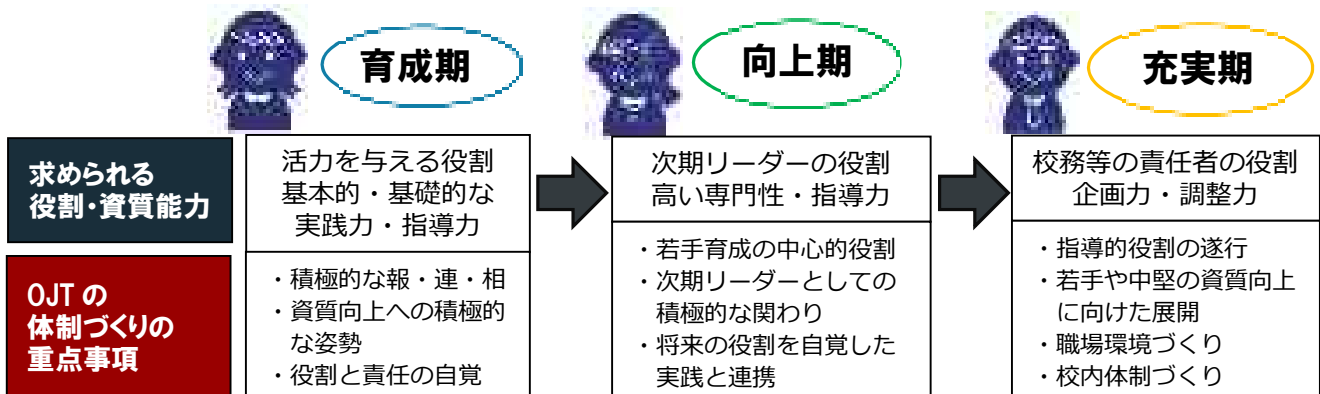 育成期
向上期
充実期
求められる
役割・資質能力
活力を与える役割
基本的・基礎的な
実践力・指導力
次期リーダーの役割
高い専門性・指導力
校務等の責任者の役割
企画力・調整力
OJTの
体制づくりの
重点事項
・積極的な報・連・相
・資質向上への積極的
な姿勢
・役割と責任の自覚
・若手育成の中心的役割
・次期リーダーとしての
積極的な関わり
・将来の役割を自覚した
実践と連携
・指導的役割の遂行
・若手や中堅の資質向上
に向けた展開
・職場環境づくり
・校内体制づくり